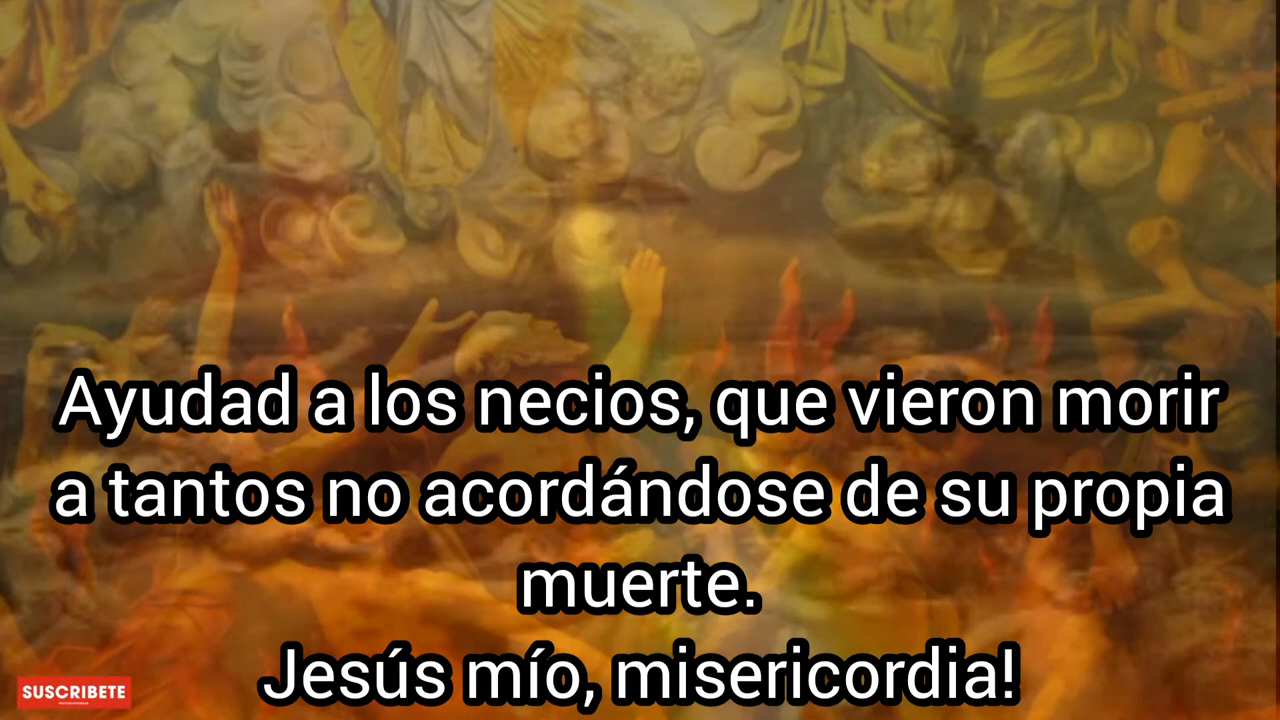 Ayudad a los necios, que vieron morir
a tantos no acordándose de su propia
muerte.
Jesús mío, misericordia!
SUSCRIBETE